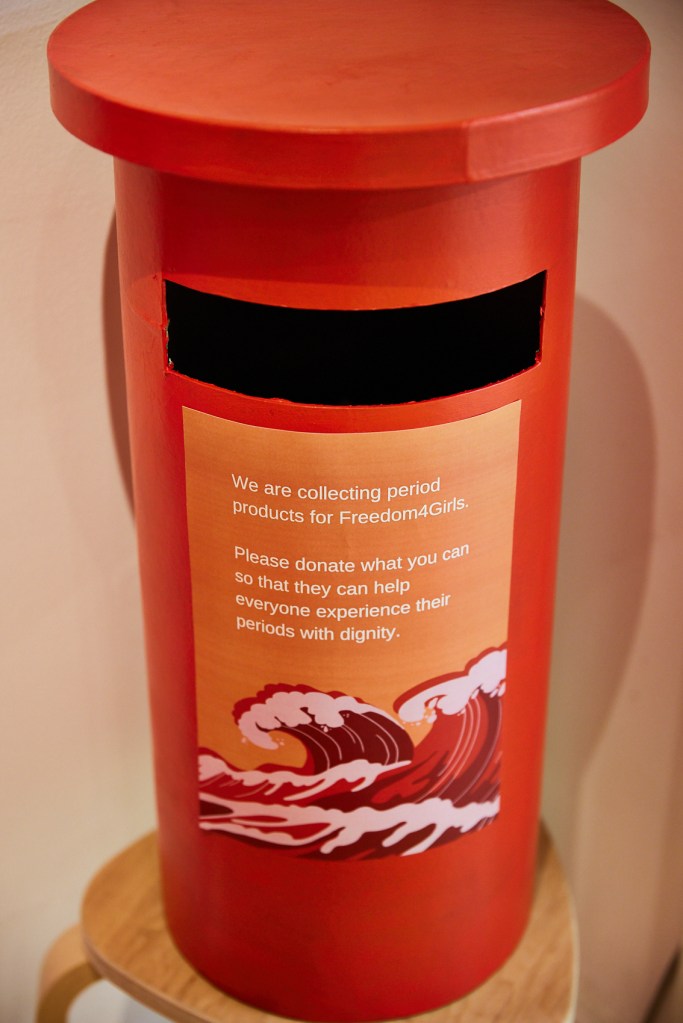 We are collecting period
products for Freedom4Girls.
Please donate what you can
so that they can help
everyone experience their
periods with dignity.